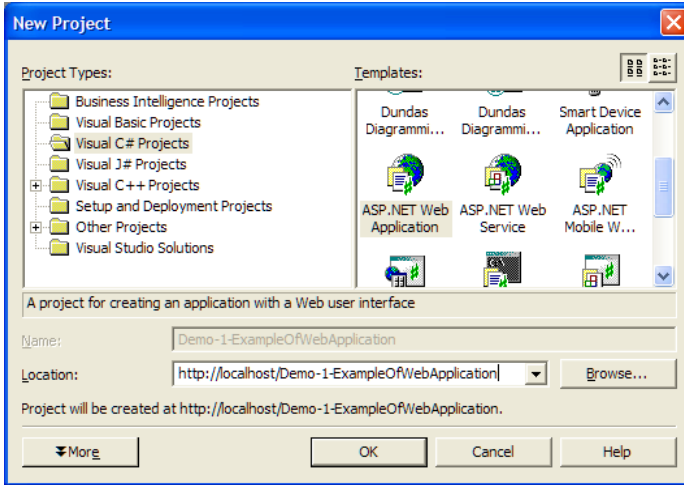 New Project
Project Types:
Templates:
Business Intelligence Projects
Visual Basic Projects
Visual C# Projects
Visual J# Projects
Visual C++ Projects
Setup and Deployment Projects
Other Projects
Visual Studio Solutions
Dundas Diagrammi...
Dundas Diagrammi...
Smart Device Application
ASP.NET Web Application
ASP.NET Web Service
ASP.NET Mobile W...
A project for creating an application with a Web user interface
Name:
Demo-1-ExampleOfWebApplication
Location:
http://localhost/Demo-1-ExampleOfWebApplication
Browse...
Project will be created at http://localhost/Demo-1-ExampleOfWebApplication.
More
OK
Cancel
Help